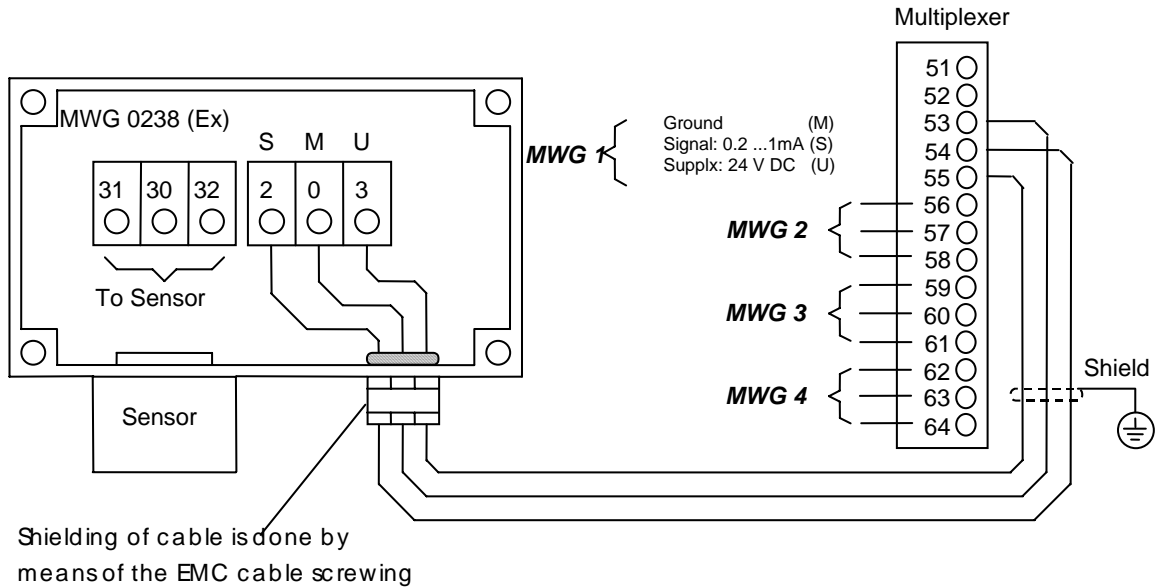 Multiplexer
MWG 0238 (Ex)
S M U
31 30 32 2 0 3
To Sensor
Sensor
MWG 1
Ground (M)
Signal: 0.2 ...1mA (S)
Supplx: 24 V DC (U)
MWG 2
MWG 3
MWG 4
51
52
53
54
55
56
57
58
59
60
61
62
63
64
Shield
Shielding of cable is done by
means of the EMC cable screwing